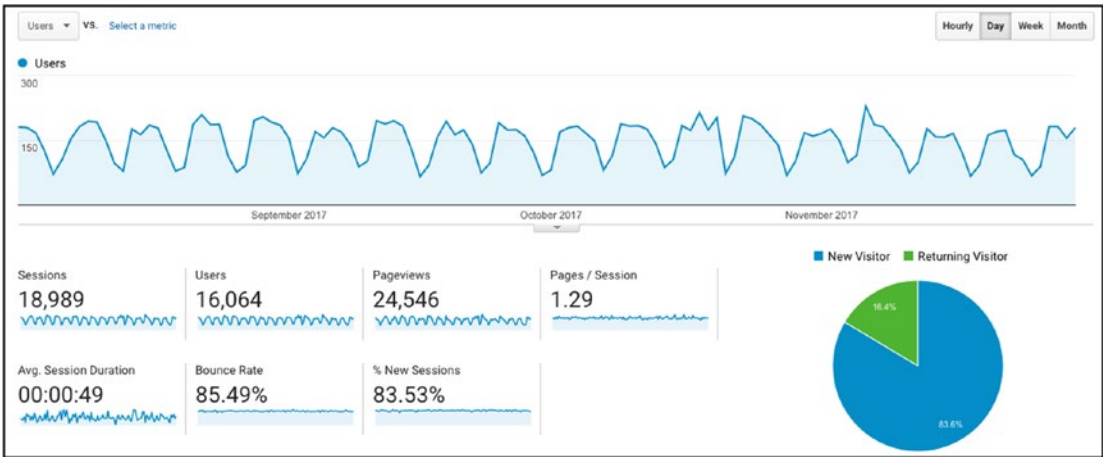 Users VS. Select a metric
Hourly Day Week Month
Users
300
150
September 2017 October 2017 November 2017
New Visitor Returning Visitor
Sessions Users Pageviews Pages / Session
18,989 16,064 24,546 1.29
16.4%
Avg. Session Duration Bounce Rate % New Sessions
00:00:49 85.49% 83.53%
83.6%